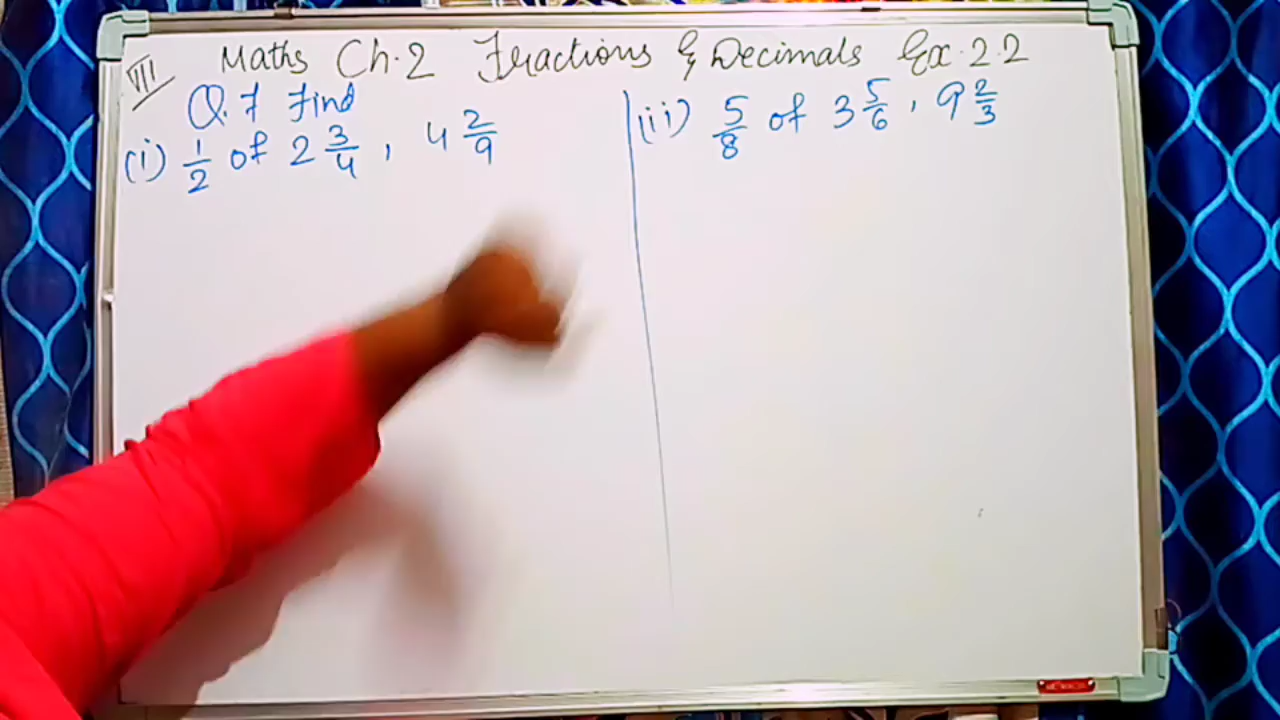 VII Maths Ch.2 Fractions & Decimals Ex.2.2
Q.7 Find
(i) 1/2 of 2 3/4, 4 2/9
(ii) 5/8 of 3 5/6, 9 2/3